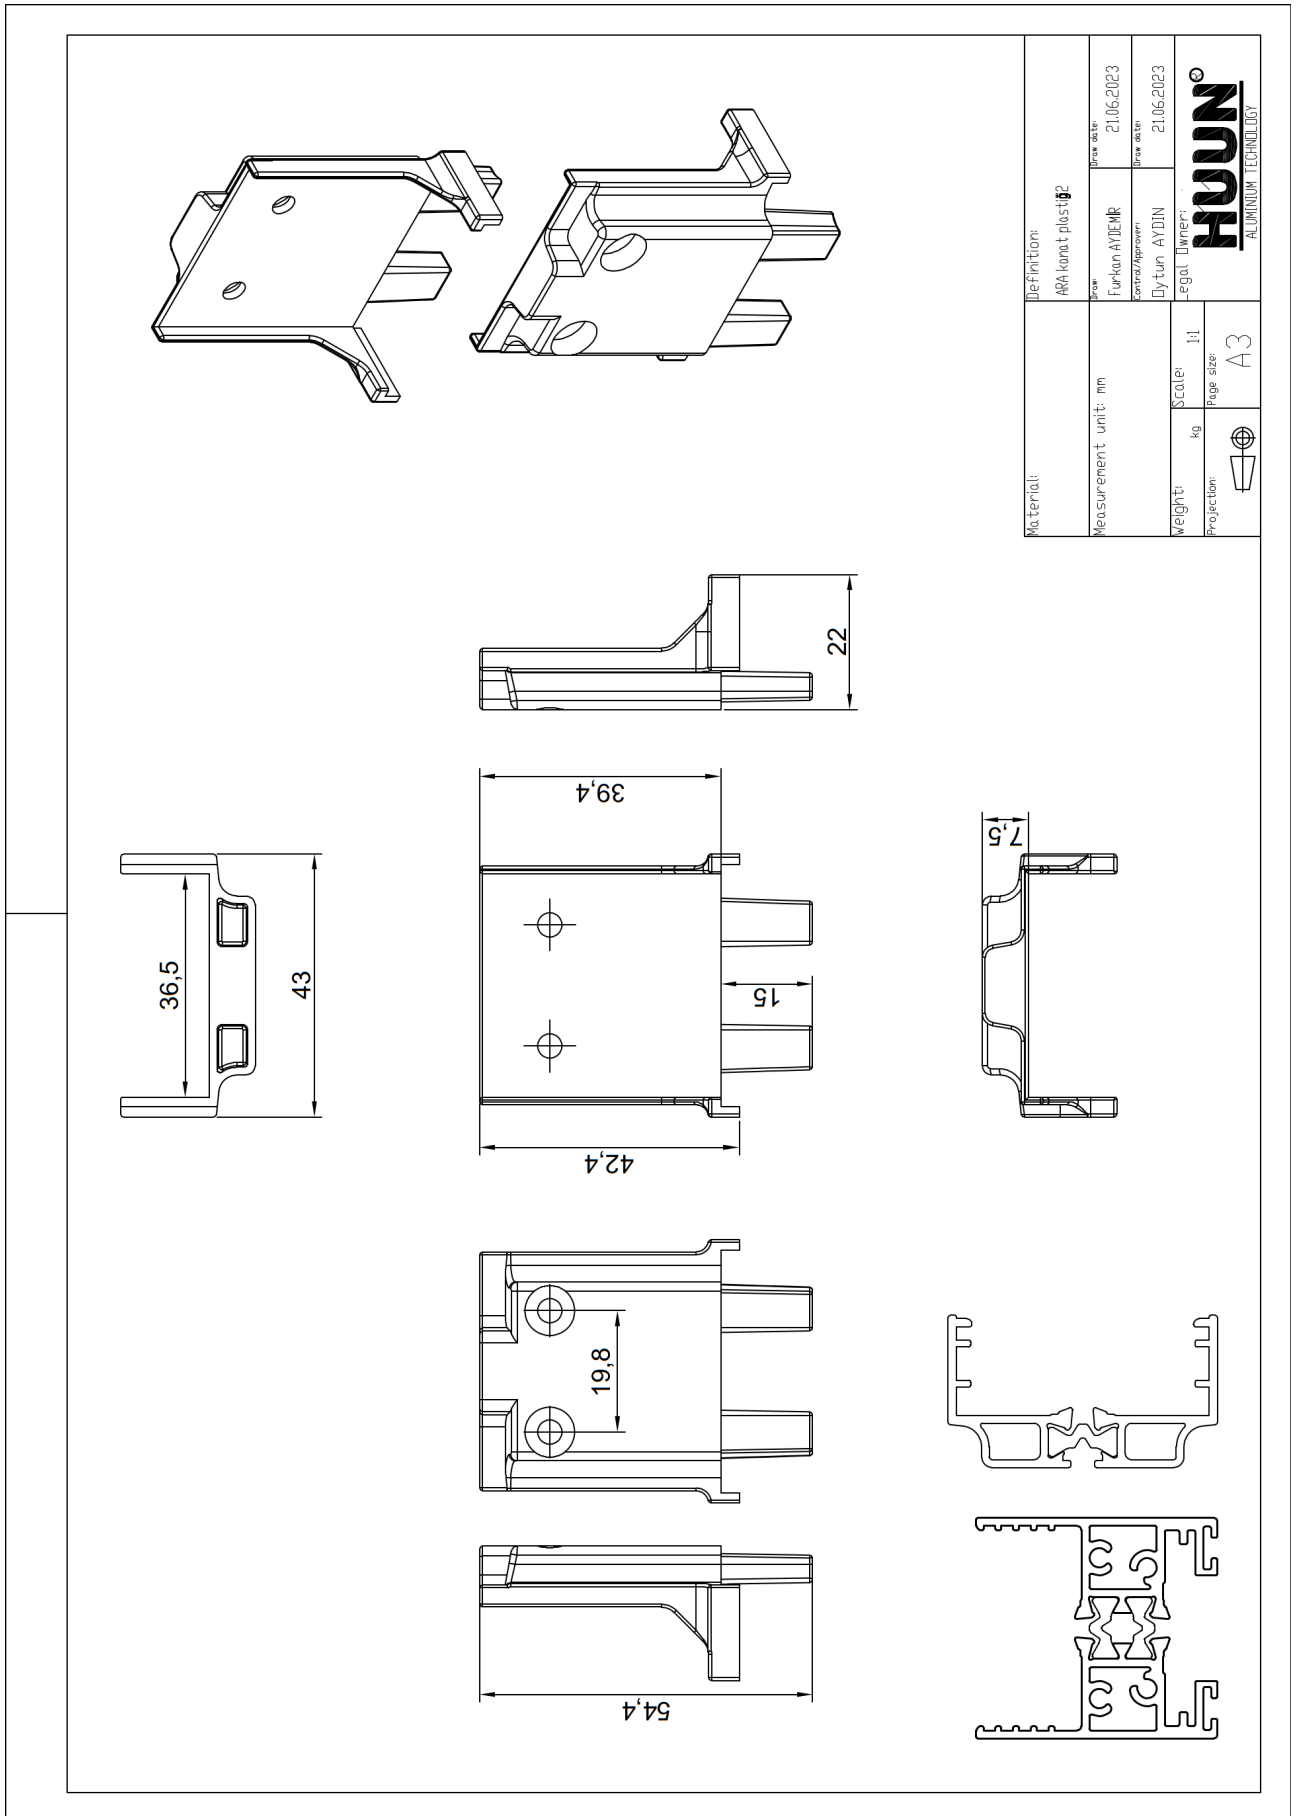 54,4
19,8
42,4
39,4
15
22
36,5
43
7,5
Material:
Definition:
ARA kanat plastiği2
Measurement unit: mm
Draw:
Furkan AYDEMİR
Draw date:
21.06.2023
Control/Approver:
Oytun AYDIN
Draw date:
21.06.2023
Weight:
kg
Scale:
1:1
Legal Owner:
Projection:
Page size:
A3
HUUN®
ALUMINIUM TECHNOLOGY